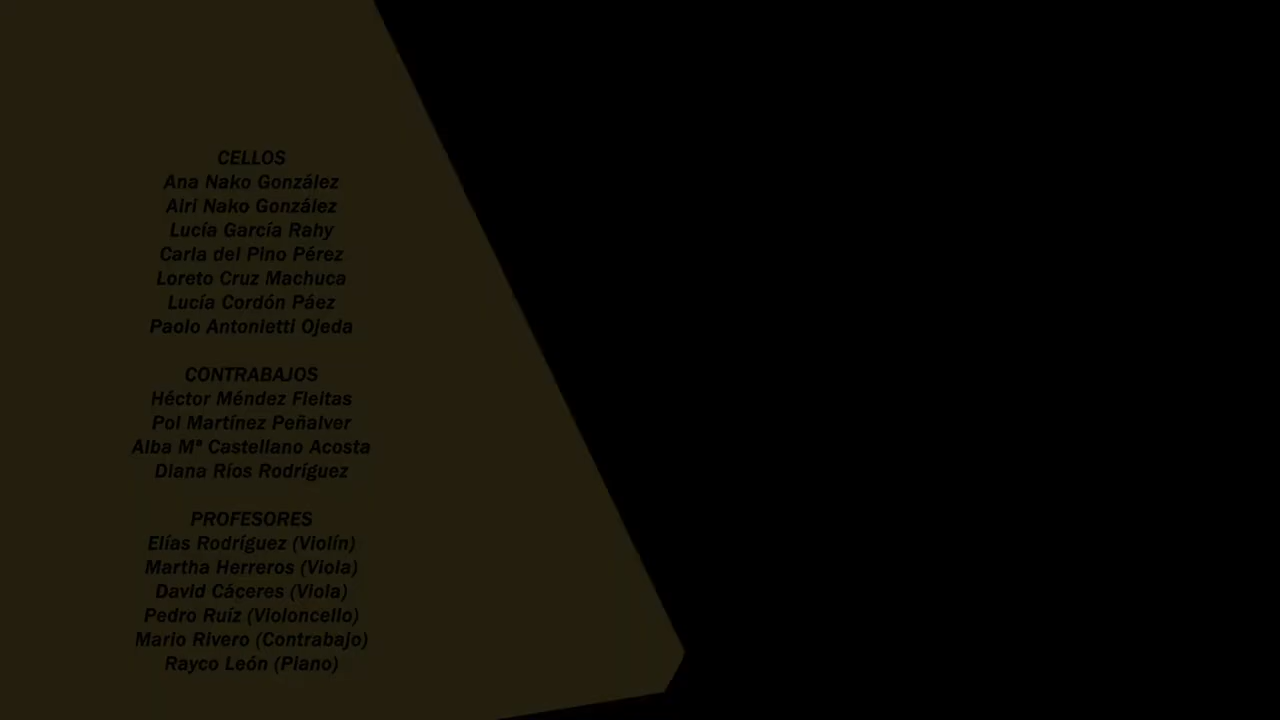 CELLOS
Ana Nako González
Airi Nako González
Lucía García Rahy
Carla del Pino Pérez
Loreto Cruz Machuca
Lucía Cordón Páez
Paolo Antonietti Ojeda
CONTRABAJOS
Héctor Méndez Fleitas
Pol Martínez Peñalver
Alba Mª Castellano Acosta
Diana Ríos Rodríguez
PROFESORES
Elías Rodríguez (Violín)
Martha Herreros (Viola)
David Cáceres (Viola)
Pedro Ruíz (Violoncello)
Mario Rivero (Contrabajo)
Rayco León (Piano)